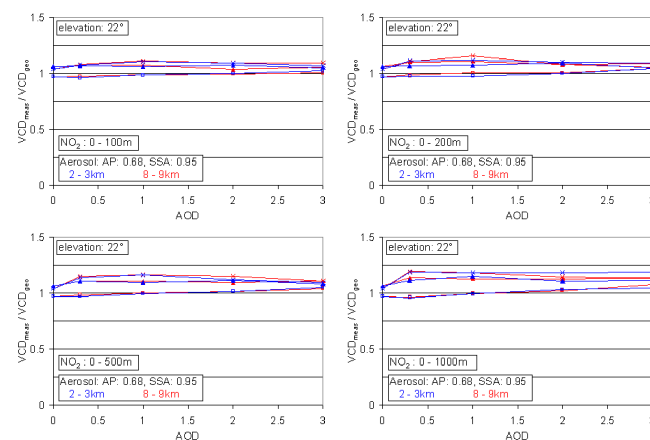 1.5
elevation: 22°
1
0.5
NO₂ : 0 - 100m
Aerosol: AP: 0.68, SSA: 0.95
2 - 3km 8 - 9km
0
0 0.5 1 1.5 2 2.5 3
AOD
VCDmeas / VCDgeo
1.5
elevation: 22°
1
0.5
NO₂ : 0 - 200m
Aerosol: AP: 0.68, SSA: 0.95
2 - 3km 8 - 9km
0
0 0.5 1 1.5 2 2.5 3
AOD
VCDmeas / VCDgeo
1.5
elevation: 22°
1
0.5
NO₂ : 0 - 500m
Aerosol: AP: 0.68, SSA: 0.95
2 - 3km 8 - 9km
0
0 0.5 1 1.5 2 2.5 3
AOD
VCDmeas / VCDgeo
1.5
elevation: 22°
1
0.5
NO₂ : 0 - 1000m
Aerosol: AP: 0.68, SSA: 0.95
2 - 3km 8 - 9km
0
0 0.5 1 1.5 2 2.5 3
AOD
VCDmeas / VCDgeo